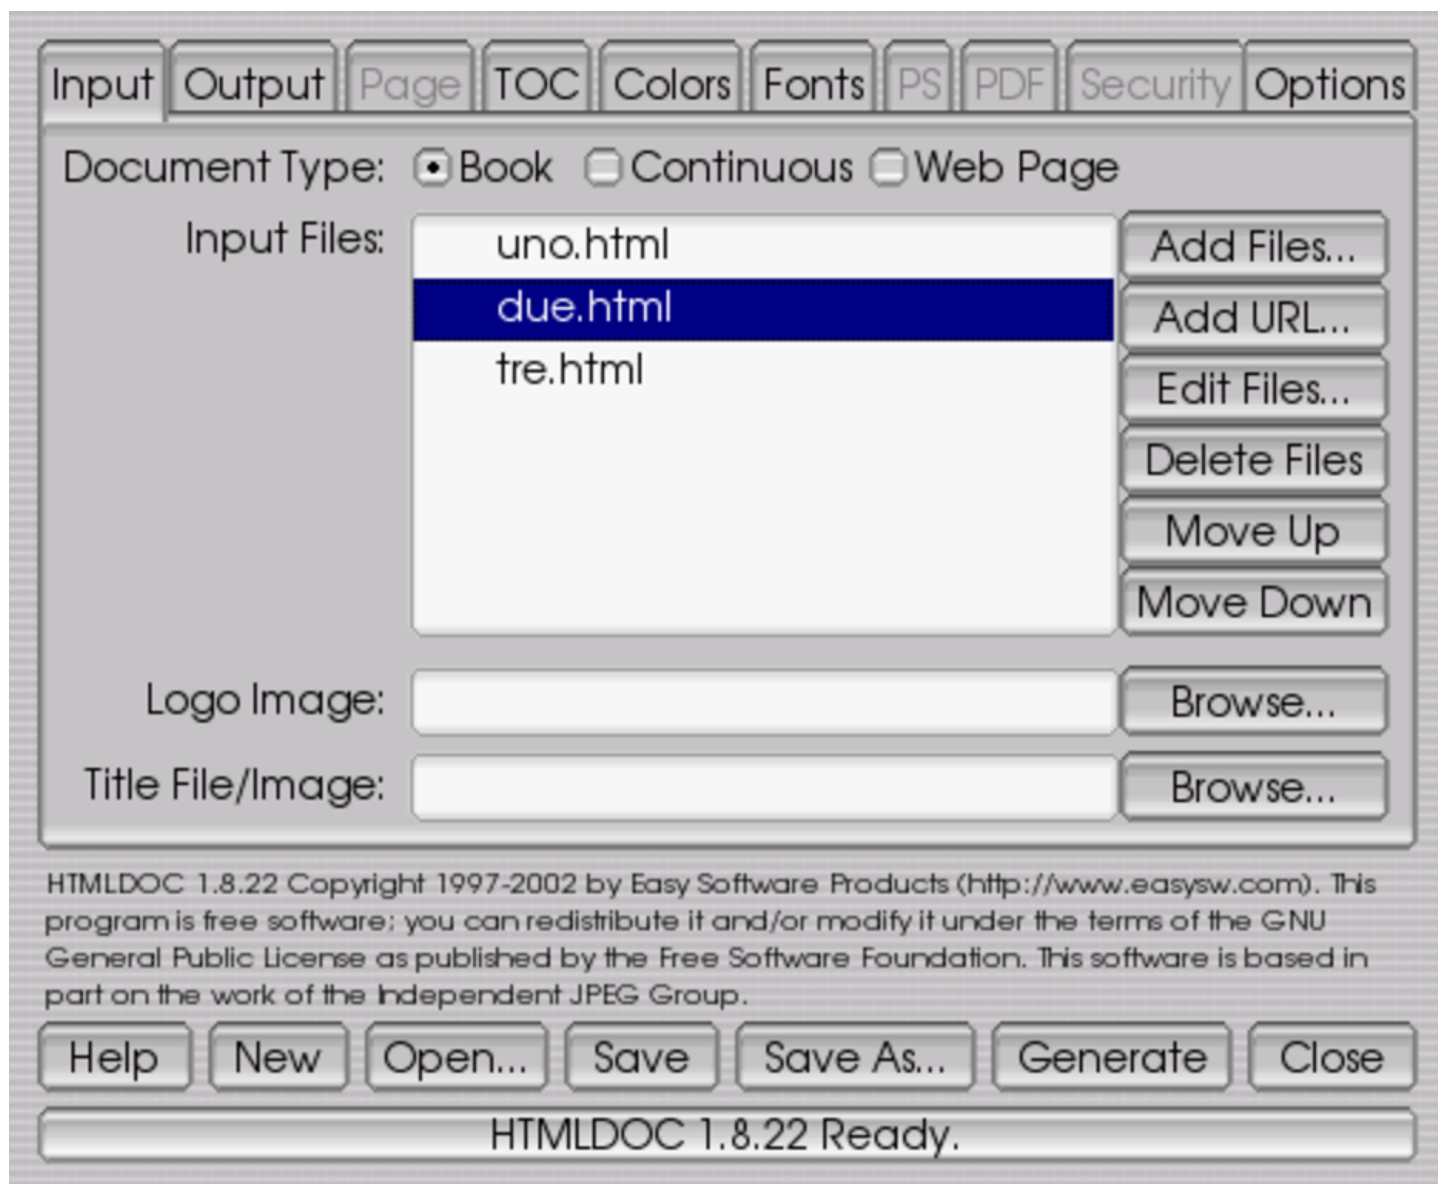 Input Output Page TOC Colors Fonts PS PDF Security Options
Document Type: Book Continuous Web Page
Input Files: uno.html Add Files...
due.html Add URL...
tre.html Edit Files...
Delete Files
Move Up
Move Down
Logo Image: Browse...
Title File/Image: Browse...
HTMLDOC 1.8.22 Copyright 1997-2002 by Easy Software Products (http://www.easysw.com). This
program is free software; you can redistribute it and/or modify it under the terms of the GNU
General Public License as published by the Free Software Foundation. This software is based in
part on the work of the Independent JPEG Group.
Help New Open... Save Save As... Generate Close
HTMLDOC 1.8.22 Ready.